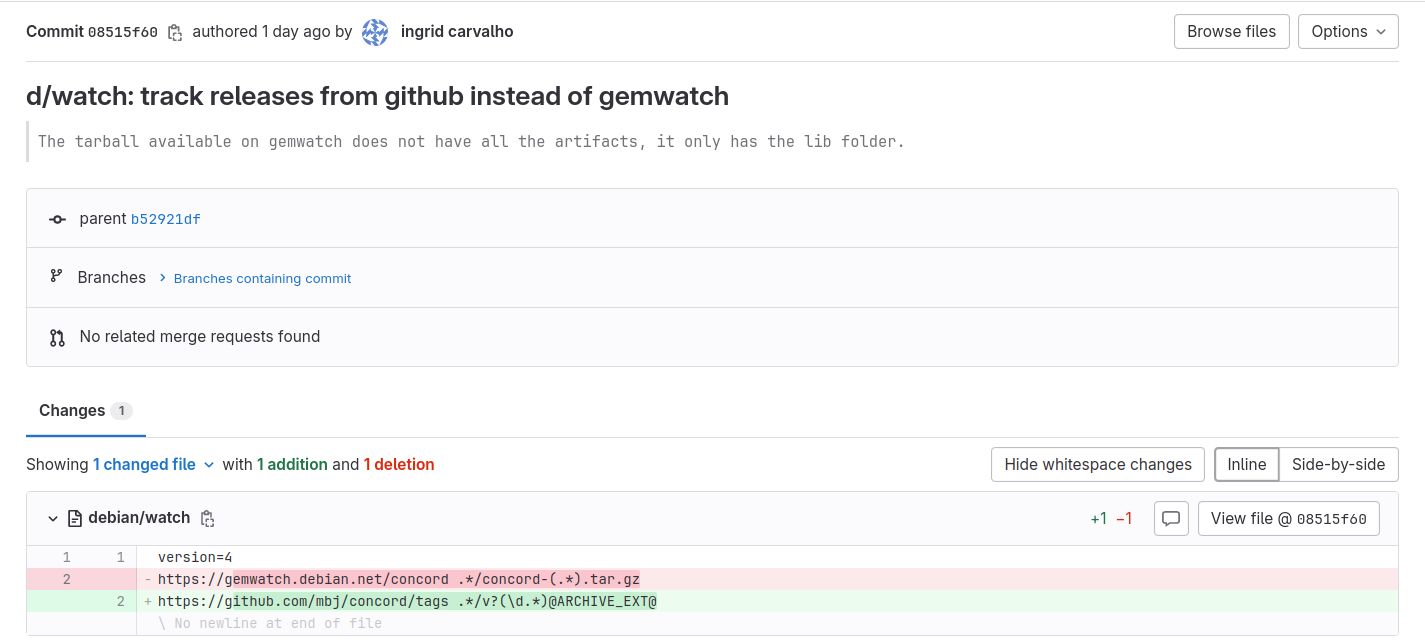 Commit 08515f60 authored 1 day ago by ingrid carvalho Browse files Options
d/watch: track releases from github instead of gemwatch
The tarball available on gemwatch does not have all the artifacts, it only has the lib folder.
parent b52921df
Branches > Branches containing commit
No related merge requests found
Changes 1
Showing 1 changed file with 1 addition and 1 deletion Hide whitespace changes Inline Side-by-side
debian/watch +1 −1 View file @ 08515f60
1 1 version=4
2 - https://gemwatch.debian.net/concord .*/concord-(.*).tar.gz
2 + https://github.com/mbj/concord/tags .*/v?(\d.*)@ARCHIVE_EXT@
\ No newline at end of file